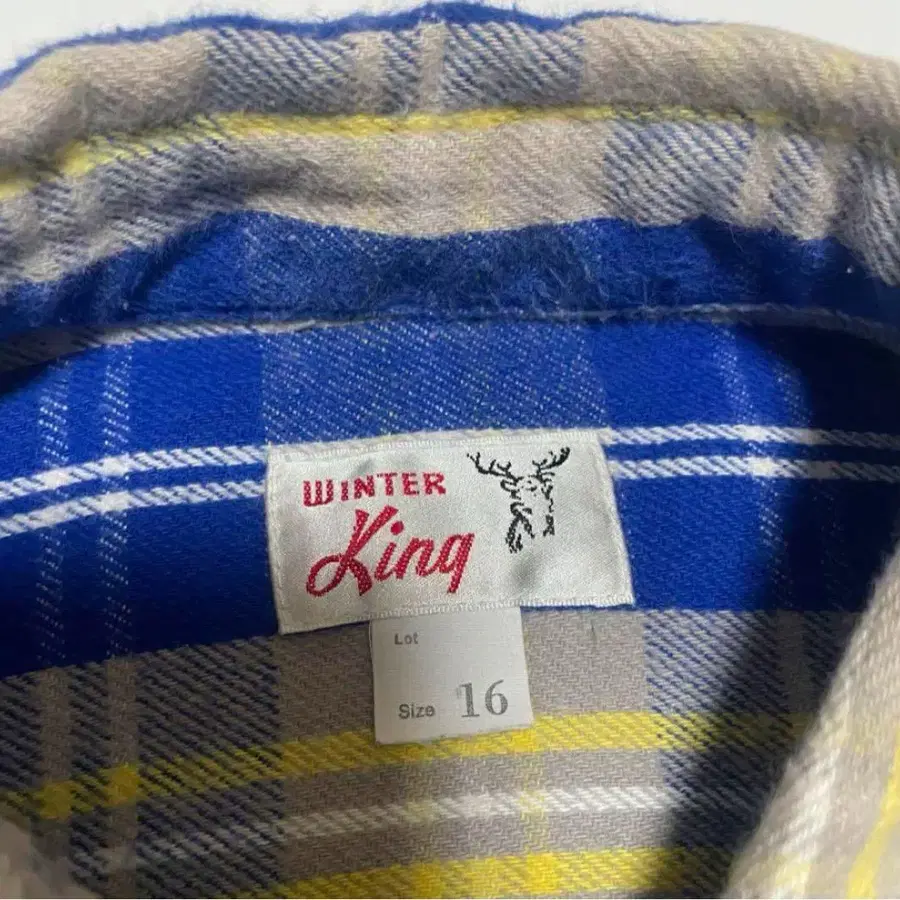 WINTER
King
Lot
Size 16